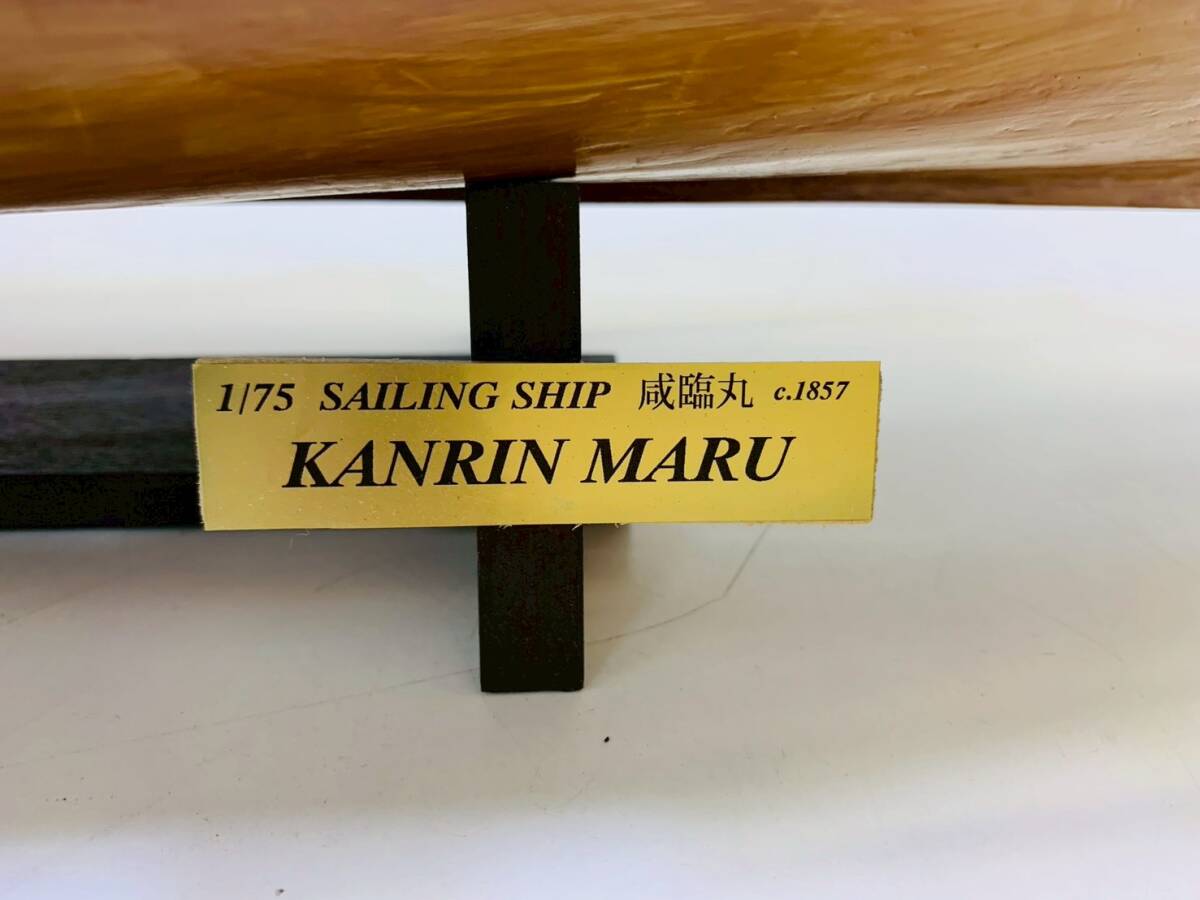 1/75 SAILING SHIP 咸臨丸 c.1857
KANRIN MARU